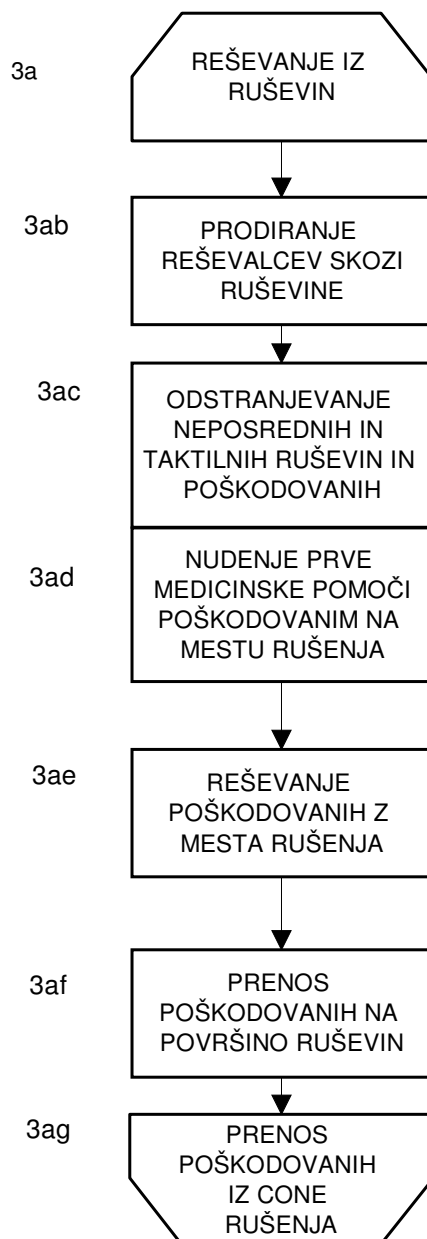 3a
REŠEVANJE IZ
RUŠEVIN
3ab
PRODIRANJE
REŠEVALCEV SKOZI
RUŠEVINE
3ac
ODSTRANJEVANJE
NEPOSREDNIH IN
TAKTILNIH RUŠEVIN IN
POŠKODOVANIH
3ad
NUDENJE PRVE
MEDICINSKE POMOČI
POŠKODOVANIM NA
MESTU RUŠENJA
3ae
REŠEVANJE
POŠKODOVANIH Z
MESTA RUŠENJA
3af
PRENOS
POŠKODOVANIH NA
POVRŠINO RUŠEVIN
3ag
PRENOS
POŠKODOVANIH
IZ CONE
RUŠENJA